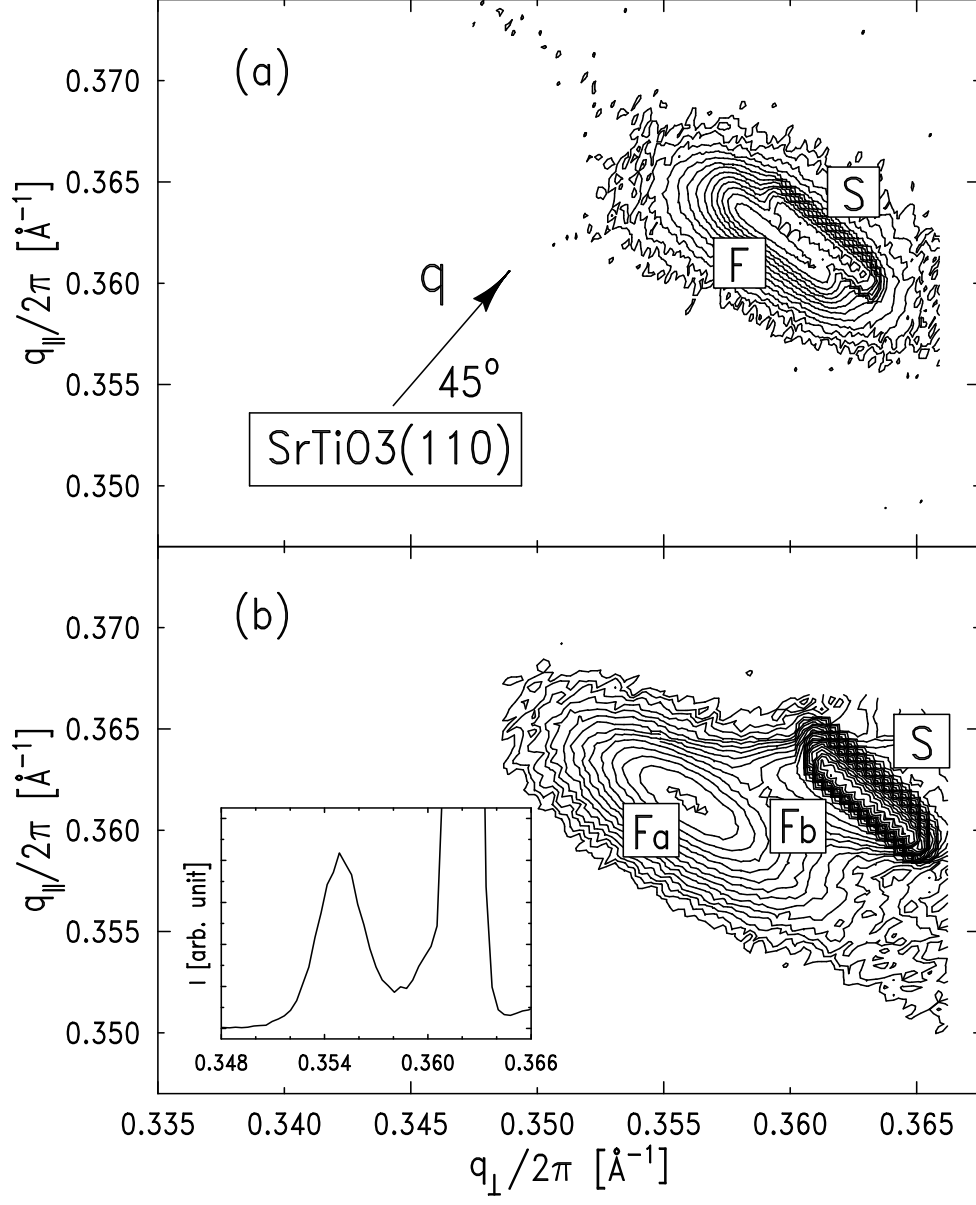 (a)
0.370
0.365
0.360
0.355
0.350
q∥/2π [Å⁻¹]
S
F
q
45°
SrTiO3(110)
(b)
0.370
0.365
0.360
0.355
0.350
q∥/2π [Å⁻¹]
S
Fa
Fb
I [arb. unit]
0.348 0.354 0.360 0.366
0.335 0.340 0.345 0.350 0.355 0.360 0.365
q⊥/2π [Å⁻¹]